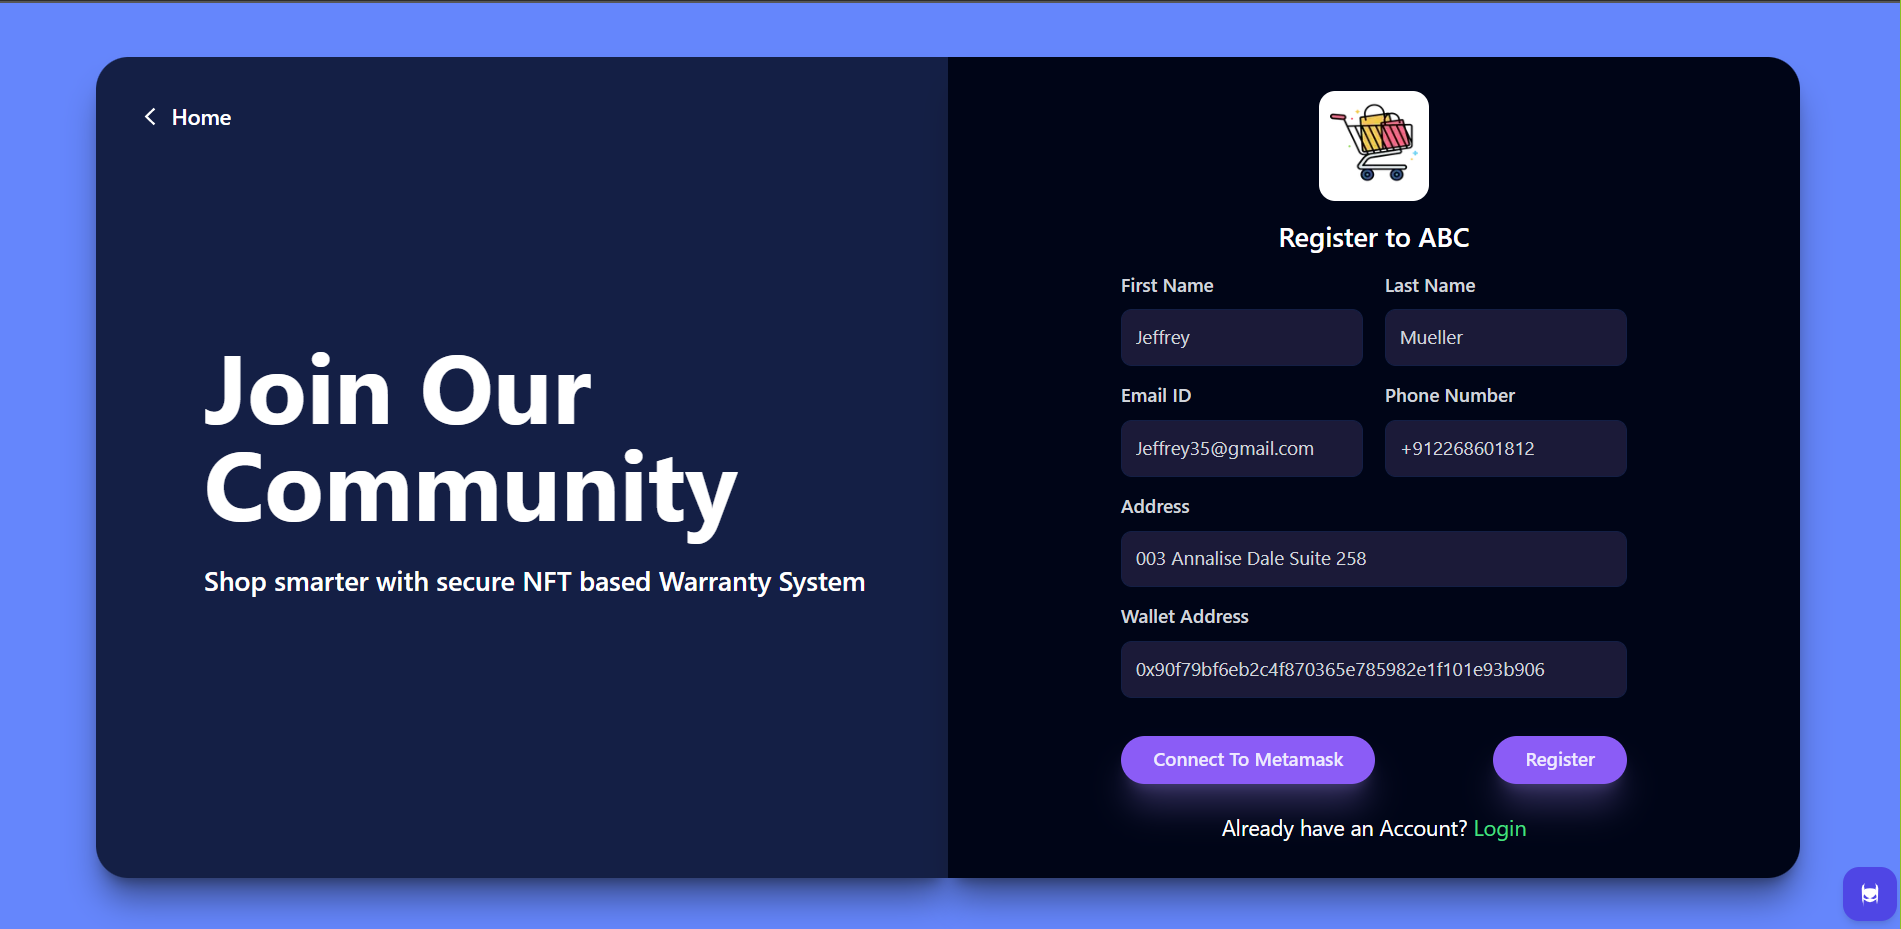 Home
Join Our
Community
Shop smarter with secure NFT based Warranty System
Register to ABC
First Name
Last Name
Jeffrey
Mueller
Email ID
Phone Number
Jeffrey35@gmail.com
+912268601812
Address
003 Annalise Dale Suite 258
Wallet Address
0x90f79bf6eb2c4f870365e785982e1f101e93b906
Connect To Metamask
Register
Already have an Account? Login